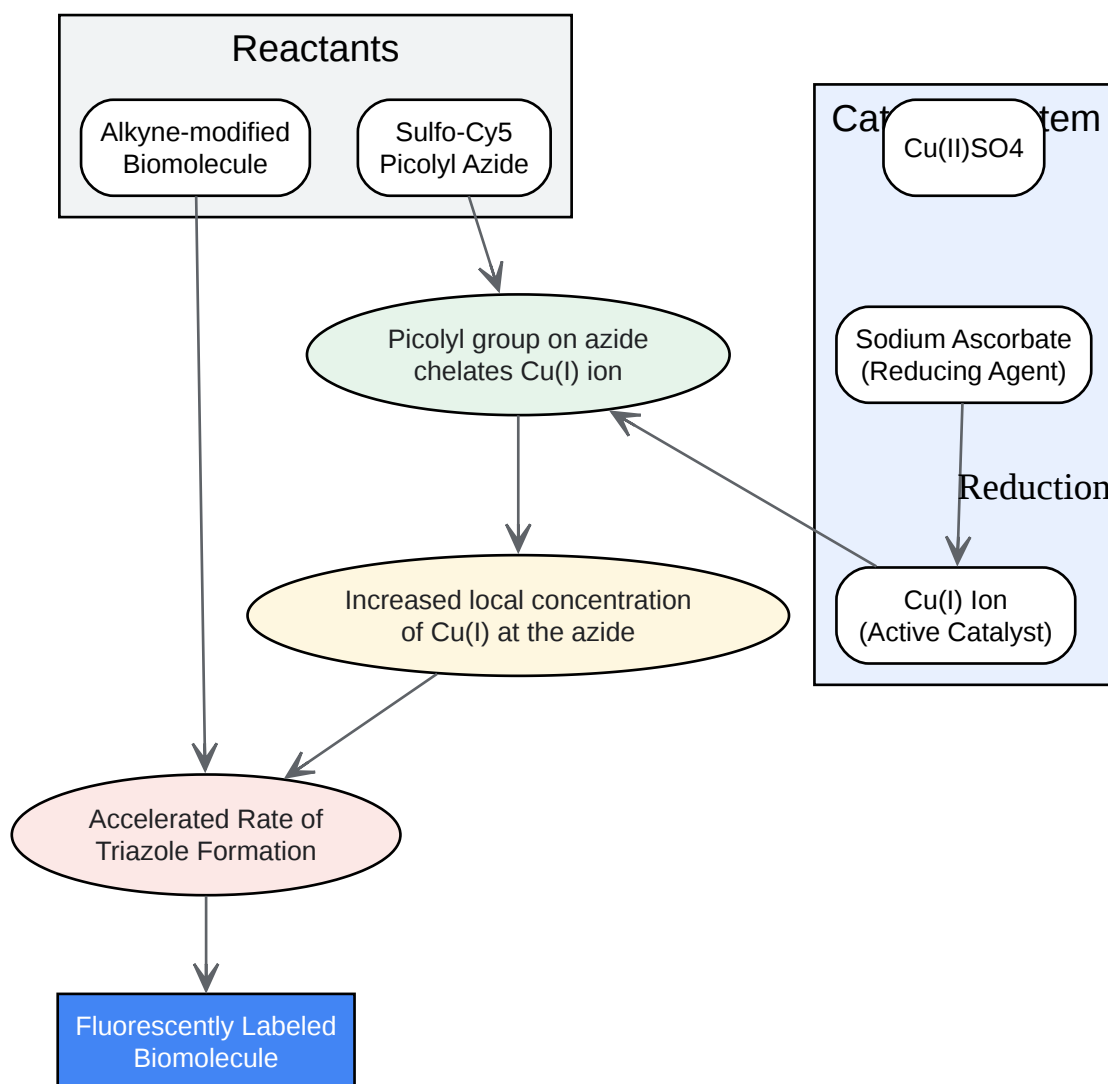 Reactants
Alkyne-modified
Biomolecule
Sulfo-Cy5
Picolyl Azide
Cat
tem
Cu(II)SO4
Picolyl group on azide
chelates Cu(I) ion
Sodium Ascorbate
(Reducing Agent)
Reduction
Increased local concentration
of Cu(I) at the azide
Cu(I) Ion
(Active Catalyst)
Accelerated Rate of
Triazole Formation
Fluorescently Labeled
Biomolecule